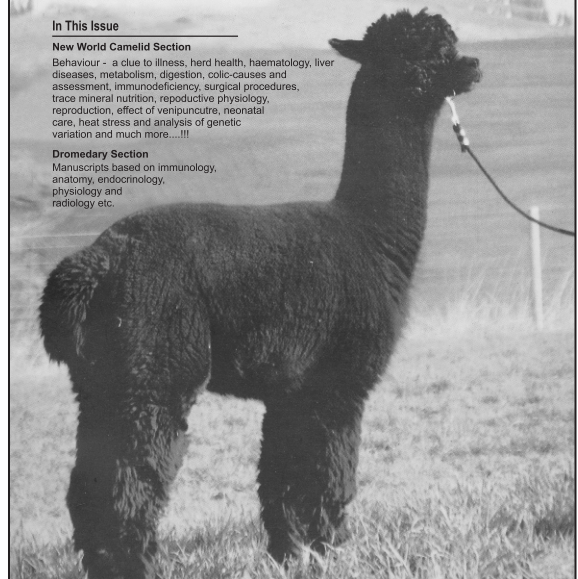 In This Issue
New World Camelid Section
Behaviour - a clue to illness, herd health, haematology, liver
diseases, metabolism, digestion, colic-causes and
assessment, immunodeficiency, surgical procedures,
trace mineral nutrition, repoductive physiology,
reproduction, effect of venipuncutre, neonatal
care, heat stress and analysis of genetic
variation and much more....!!!
Dromedary Section
Manuscripts based on immunology,
anatomy, endocrinology,
physiology and
radiology etc.